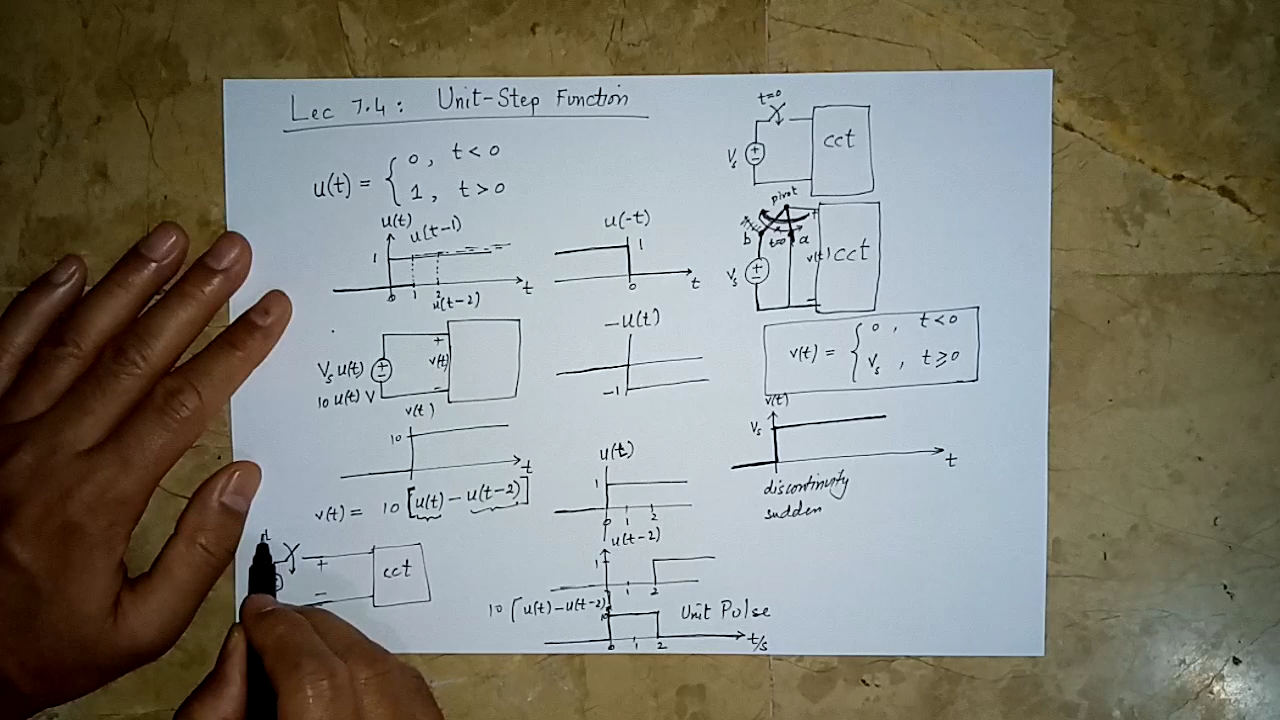 Lec 7.4: Unit-Step Function
u(t) = { 0, t < 0
1, t > 0
u(t)
u(t-1)
1
0 1 2 t
u(t-2)
u(-t)
1
0 t
Vs u(t)
10 u(t) V
+
v(t)
-
-u(t)
-1
v(t)
10
t
v(t) = 10 [u(t) - u(t-2)]
+
-
cct
u(t)
1
0 1 2
u(t-2)
1
1 2
10 [u(t) - u(t-2)]
Unit Pulse
0 1 2 t/s
t=0
Vs
cct
pivot
b t=0 a
+
v(t)
-
Vs
cct
v(t) = { 0, t < 0
Vs, t ≥ 0
v(t)
Vs
t
discontinuity
sudden